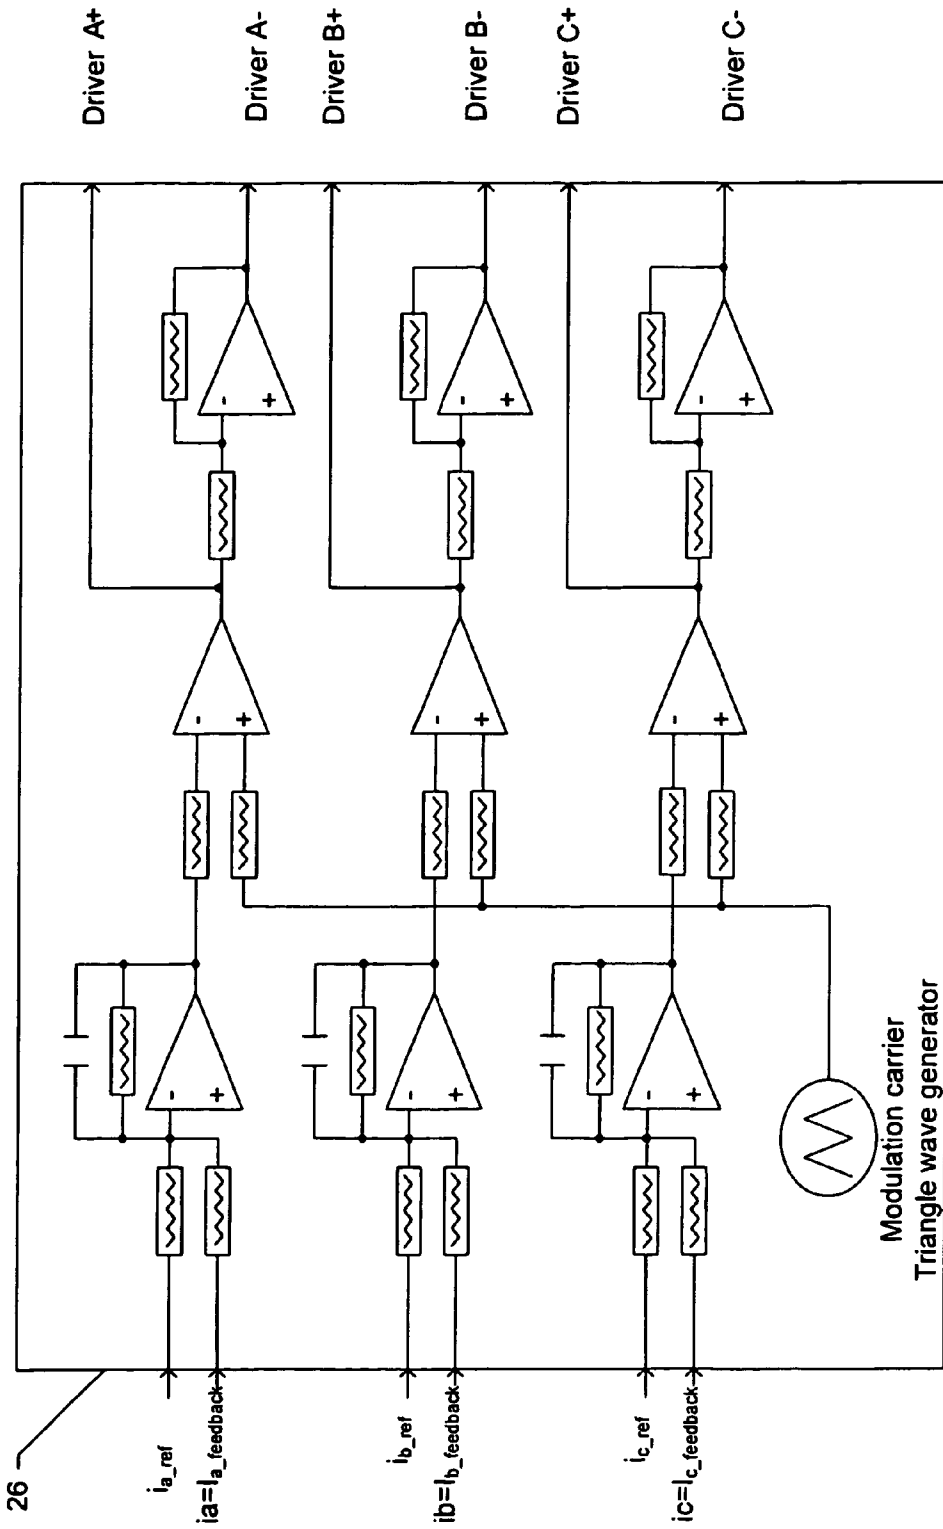 26
i_a_ref
ia=I_a_feedback
i_b_ref
ib=I_b_feedback
i_c_ref
ic=I_c_feedback
-
+
-
+
-
+
-
+
-
+
-
+
-
+
-
+
-
+
Modulation carrier
Triangle wave generator
Driver A+
Driver A-
Driver B+
Driver B-
Driver C+
Driver C-